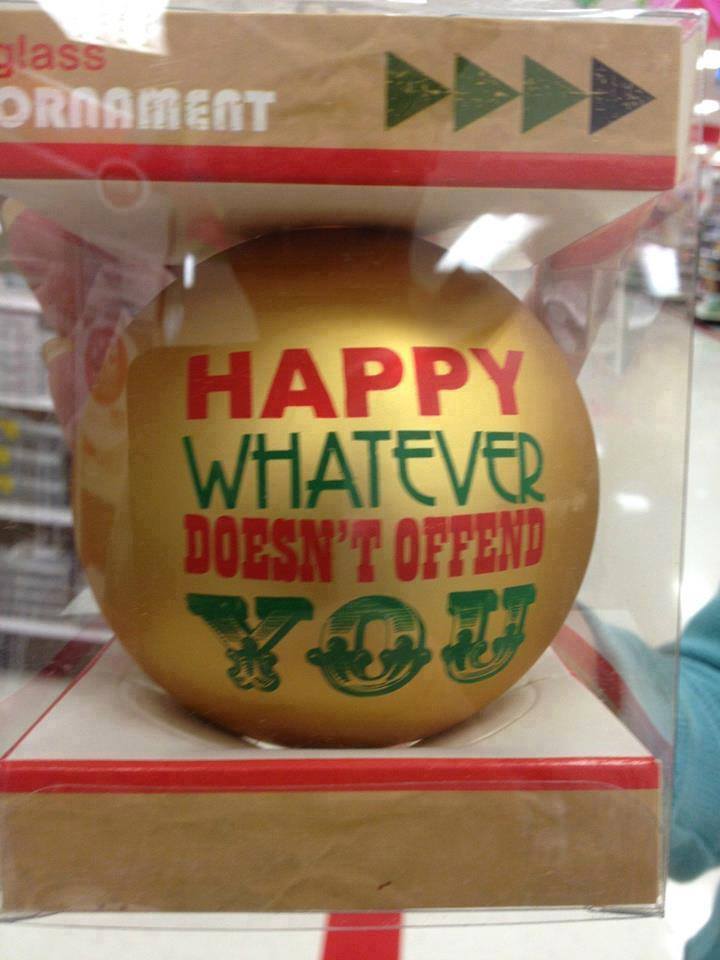 glass
ORNAMENT
HAPPY
WHATEVER
DOESN'T OFFEND
YOU